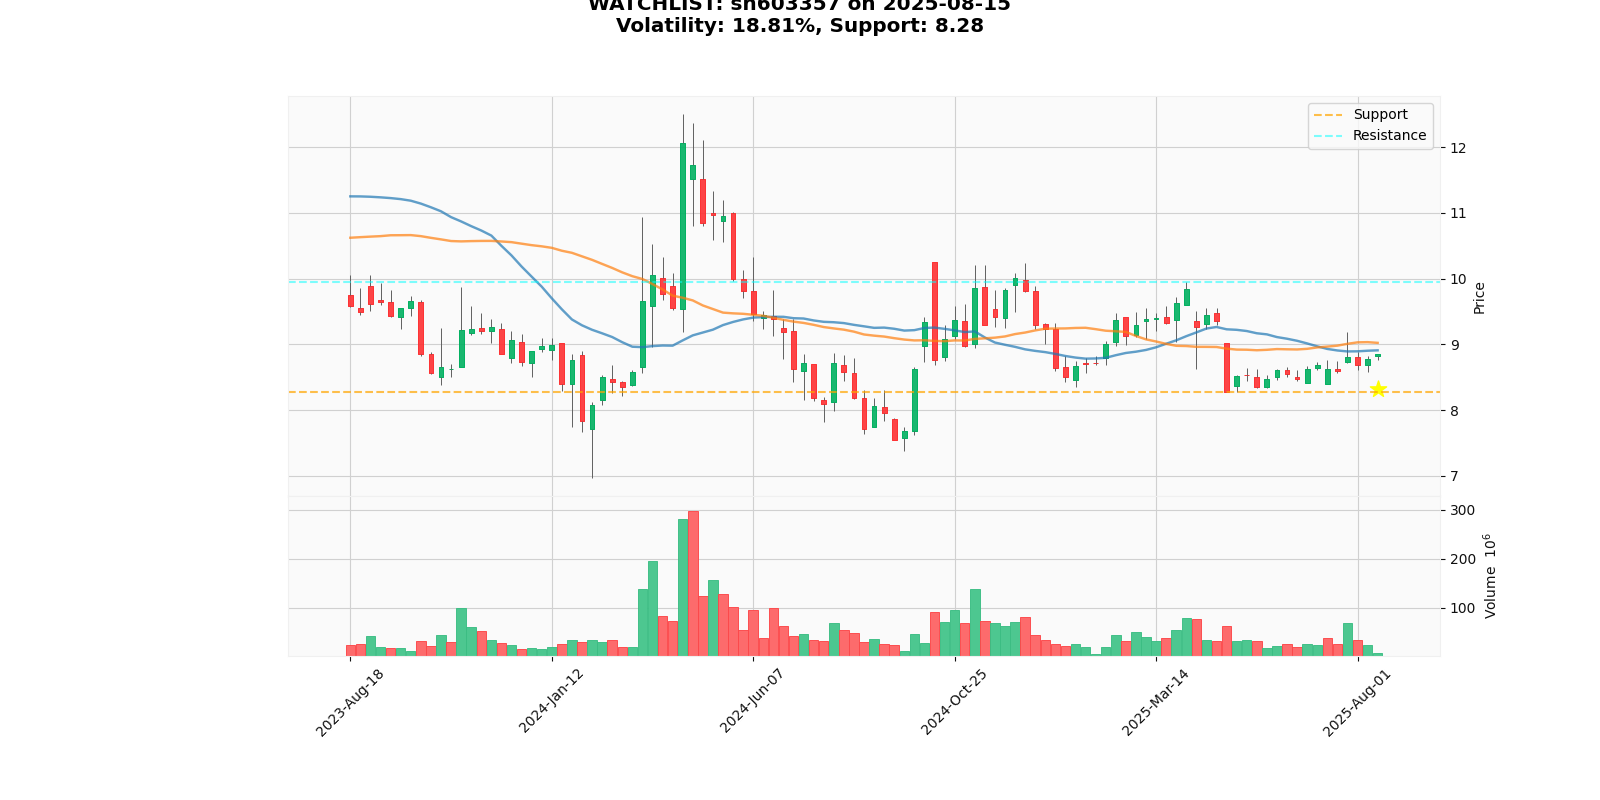 WATCHLIST: sh603357 on 2025-08-15
Volatility: 18.81%, Support: 8.28
Support
Resistance
12
11
10
9
8
7
Price
300
200
100
Volume 10⁶
2023-Aug-18
2024-Jan-12
2024-Jun-07
2024-Oct-25
2025-Mar-14
2025-Aug-01